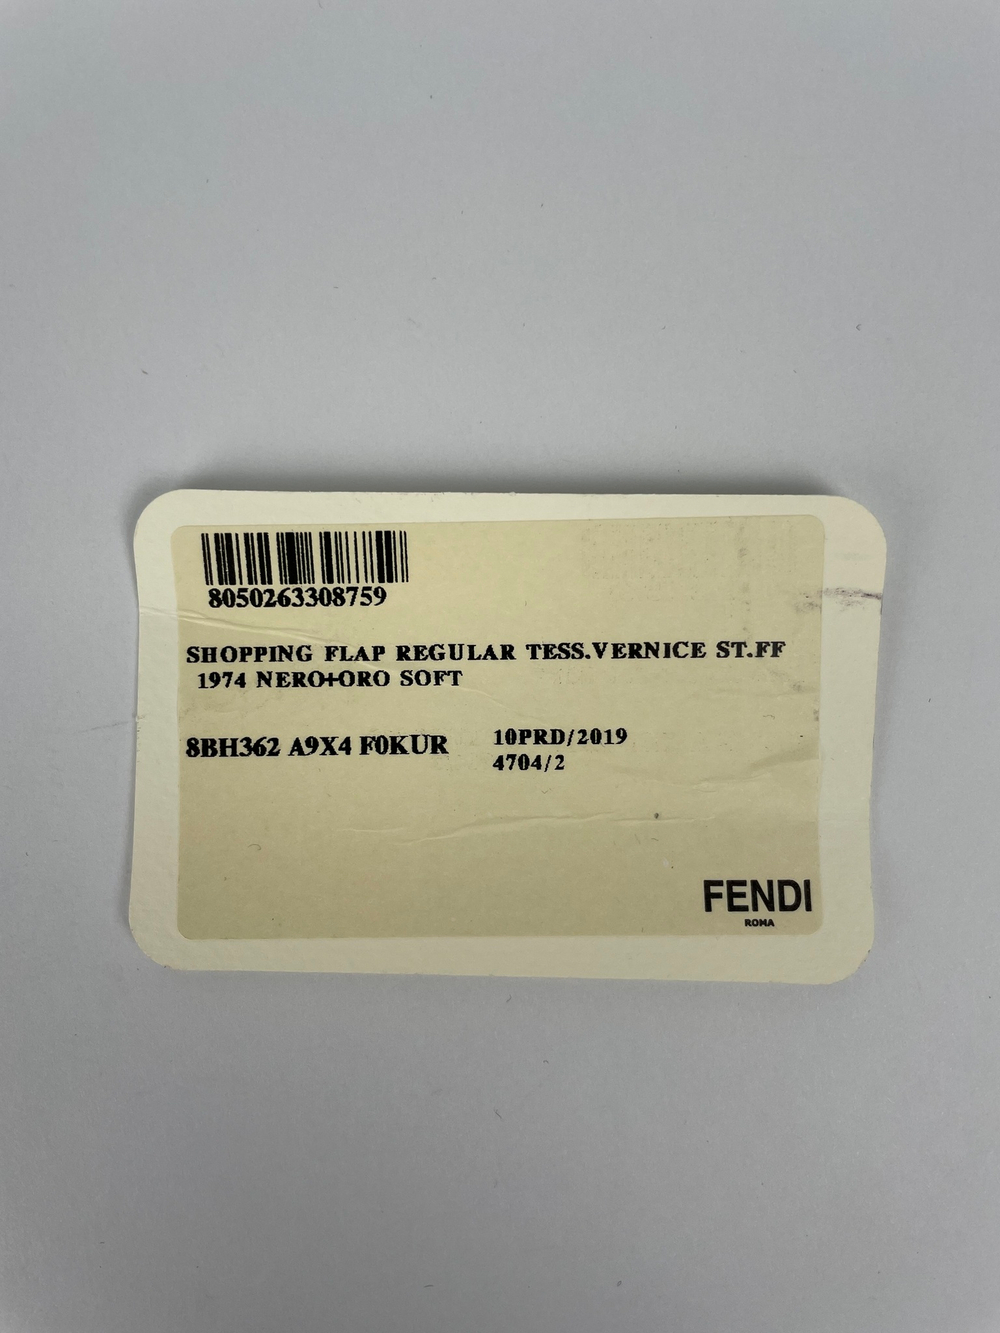 8050263308759
SHOPPING FLAP REGULAR TESS.VERNICE ST.FF
1974 NERO+ORO SOFT
8BH362 A9X4 F0KUR
10PRD/2019
4704/2
FENDI
ROMA